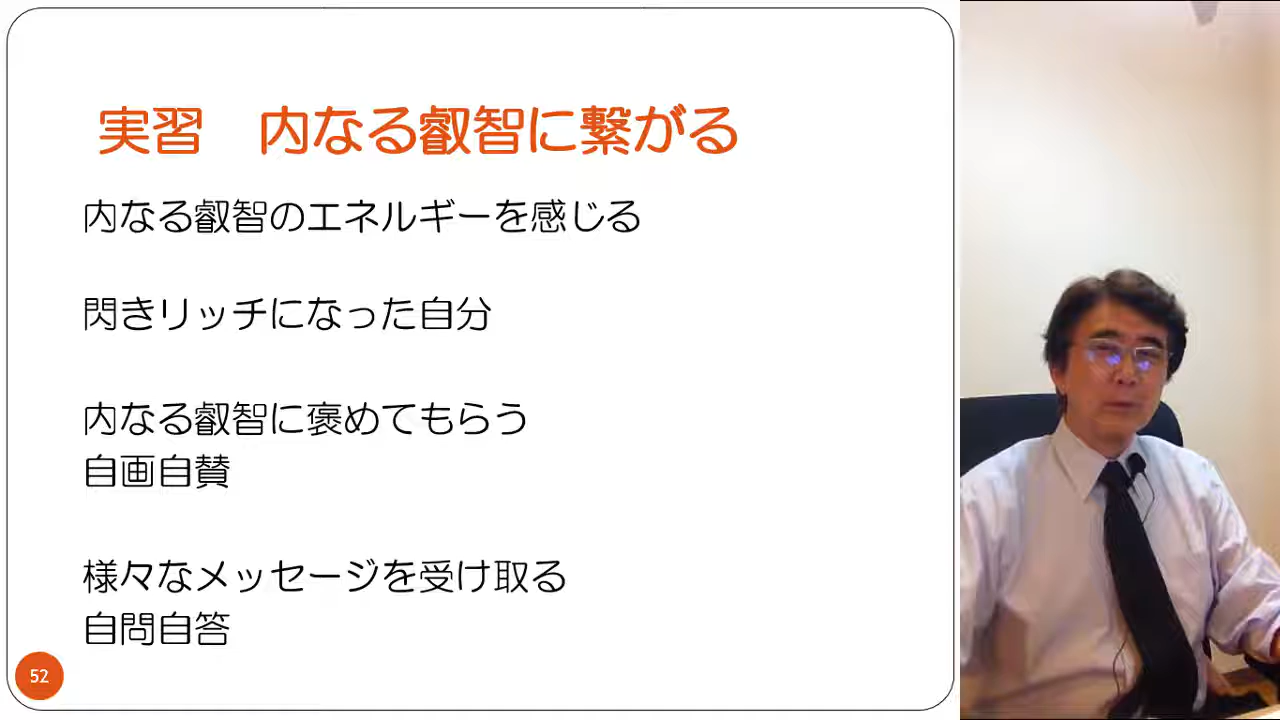 実習　内なる叡智に繋がる
内なる叡智のエネルギーを感じる
閃きリッチになった自分
内なる叡智に褒めてもらう
自画自賛
様々なメッセージを受け取る
自問自答
52